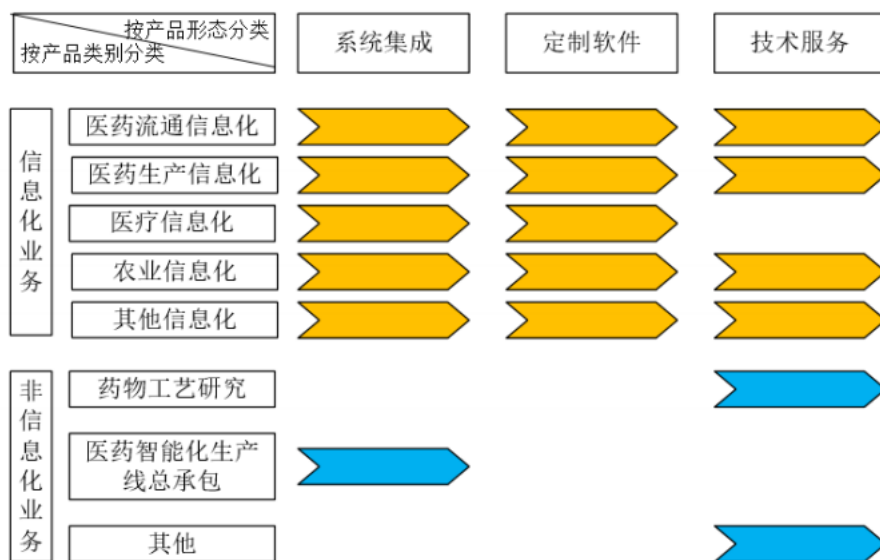 按产品形态分类
按产品类别分类
系统集成
定制软件
技术服务
信息化业务
医药流通信息化
医药生产信息化
医疗信息化
农业信息化
其他信息化
非信息化业务
药物工艺研究
医药智能化生产
线总承包
其他